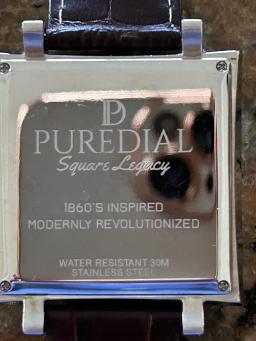 PD
PUREDIAL
Square Legacy
1860'S INSPIRED
MODERNLY REVOLUTIONIZED
WATER RESISTANT 30M
STAINLESS STEEL